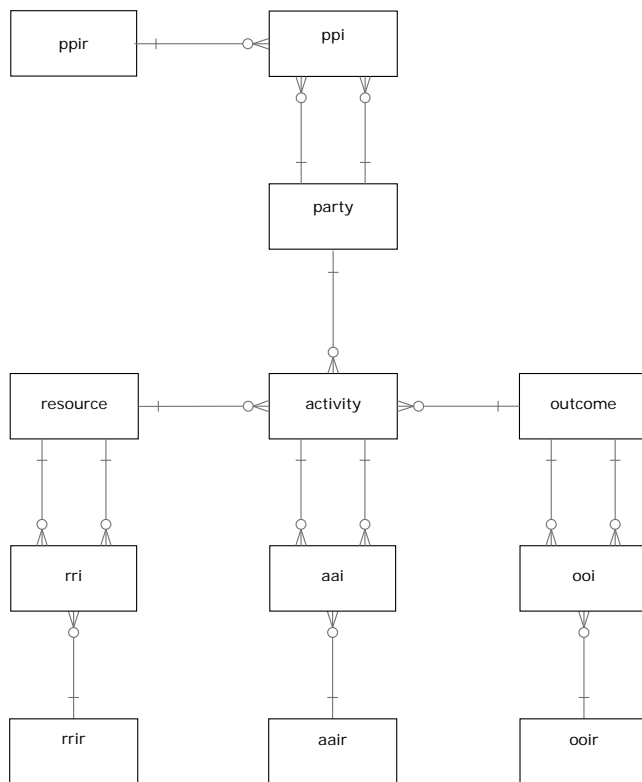 ppir
ppi
party
resource
activity
outcome
rri
aai
ooi
rrir
aair
ooir